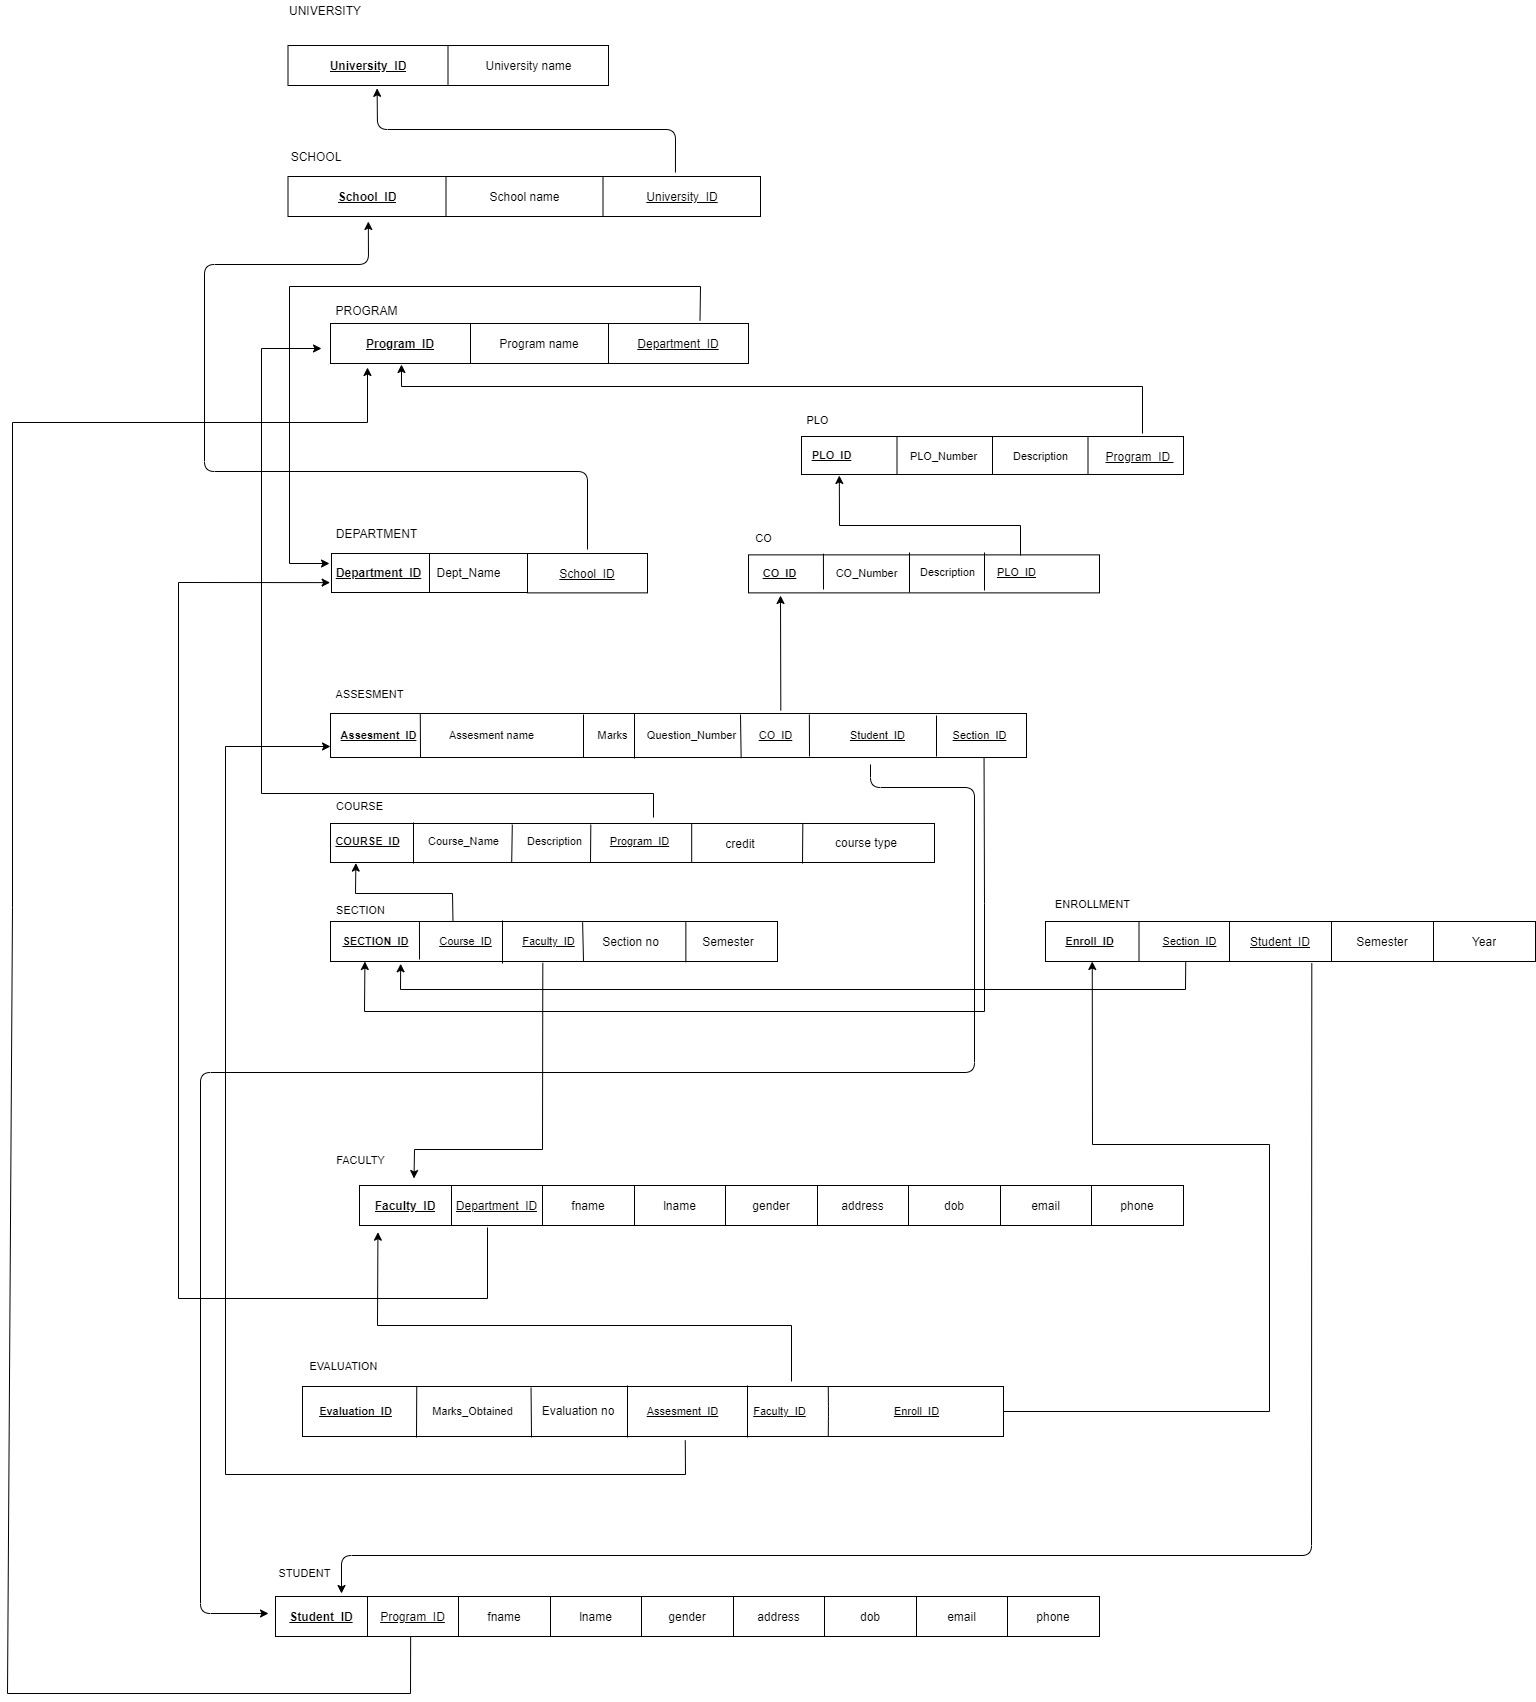 UNIVERSITY
University_ID University name
SCHOOL
School_ID School name University_ID
PROGRAM
Program_ID Program name Department_ID
PLO
PLO_ID PLO_Number Description Program_ID
DEPARTMENT
Department_ID Dept_Name School_ID
CO
CO_ID CO_Number Description PLO_ID
ASSESMENT
Assesment_ID Assesment name Marks Question_Number CO_ID Student_ID Section_ID
COURSE
COURSE_ID Course_Name Description Program_ID credit course type
SECTION
SECTION_ID Course_ID Faculty_ID Section no Semester
ENROLLMENT
Enroll_ID Section_ID Student_ID Semester Year
FACULTY
Faculty_ID Department_ID fname lname gender address dob email phone
EVALUATION
Evaluation_ID Marks_Obtained Evaluation no Assesment_ID Faculty_ID Enroll_ID
STUDENT
Student_ID Program_ID fname lname gender address dob email phone